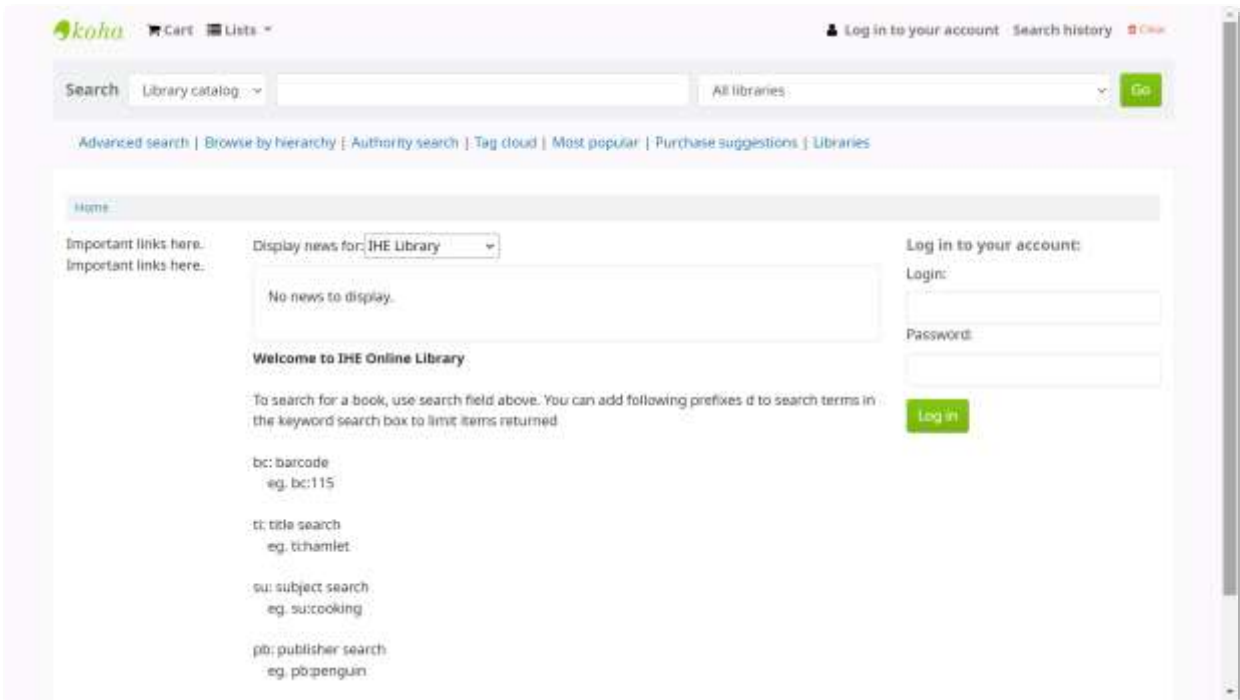 koha Cart Lists Log in to your account Search history Clear
Search Library catalog All libraries Go
Advanced search | Browse by hierarchy | Authority search | Tag cloud | Most popular | Purchase suggestions | Libraries
Home
Important links here.
Important links here.
Display news for: IHE Library
No news to display.
Welcome to IHE Online Library
To search for a book, use search field above. You can add following prefixes d to search terms in
the keyword search box to limit items returned
bc: barcode
eg. bc:115
ti: title search
eg. ti:hamlet
su: subject search
eg. su:cooking
pb: publisher search
eg. pb:penguin
Log in to your account:
Login:
Password:
Log in